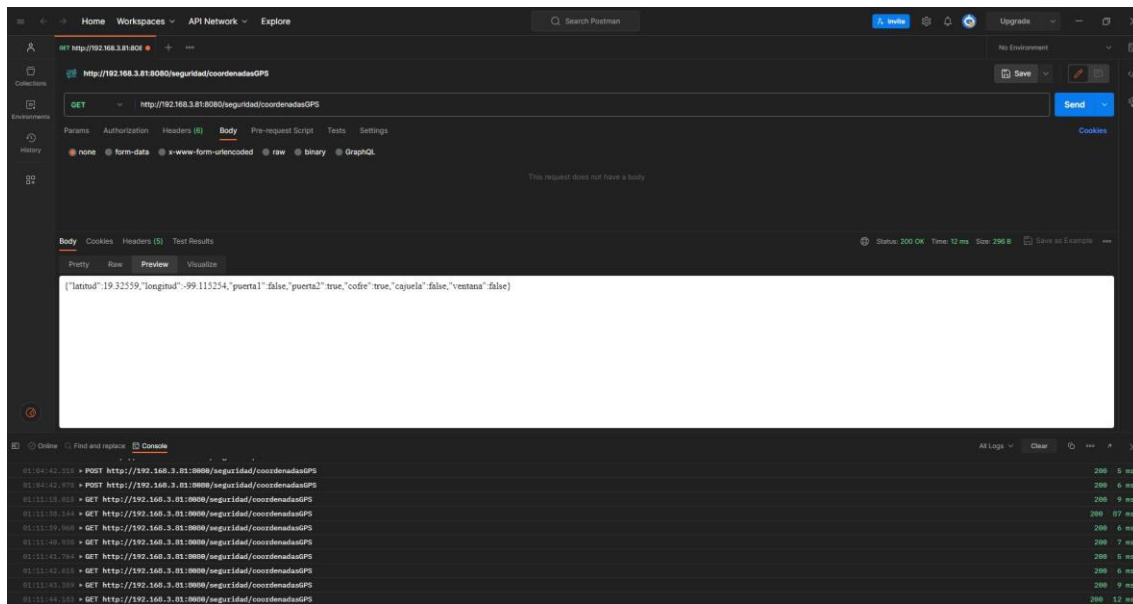 Home Workspaces API Network Explore Search Postman Invite Upgrade
GET http://192.168.3.81:808 No Environment
http://192.168.3.81:8080/seguridad/coordenadasGPS Save
Collections
GET http://192.168.3.81:8080/seguridad/coordenadasGPS Send
Environments
Params Authorization Headers (6) Body Pre-request Script Tests Settings Cookies
History
none form-data x-www-form-urlencoded raw binary GraphQL
This request does not have a body
Body Cookies Headers (5) Test Results Status: 200 OK Time: 12 ms Size: 296 B Save as Example
Pretty Raw Preview Visualize
{"latitud":19.32559,"longitud":-99.115254,"puerta1":false,"puerta2":true,"cofre":true,"cajuela":false,"ventana":false}
Online Find and replace Console All Logs Clear
POST http://192.168.3.81:8080/seguridad/coordenadasGPS 200 5 ms
POST http://192.168.3.81:8080/seguridad/coordenadasGPS 200 6 ms
GET http://192.168.3.81:8080/seguridad/coordenadasGPS 200 9 ms
GET http://192.168.3.81:8080/seguridad/coordenadasGPS 200 87 ms
GET http://192.168.3.81:8080/seguridad/coordenadasGPS 200 6 ms
GET http://192.168.3.81:8080/seguridad/coordenadasGPS 200 7 ms
GET http://192.168.3.81:8080/seguridad/coordenadasGPS 200 5 ms
GET http://192.168.3.81:8080/seguridad/coordenadasGPS 200 6 ms
GET http://192.168.3.81:8080/seguridad/coordenadasGPS 200 9 ms
GET http://192.168.3.81:8080/seguridad/coordenadasGPS 200 12 ms